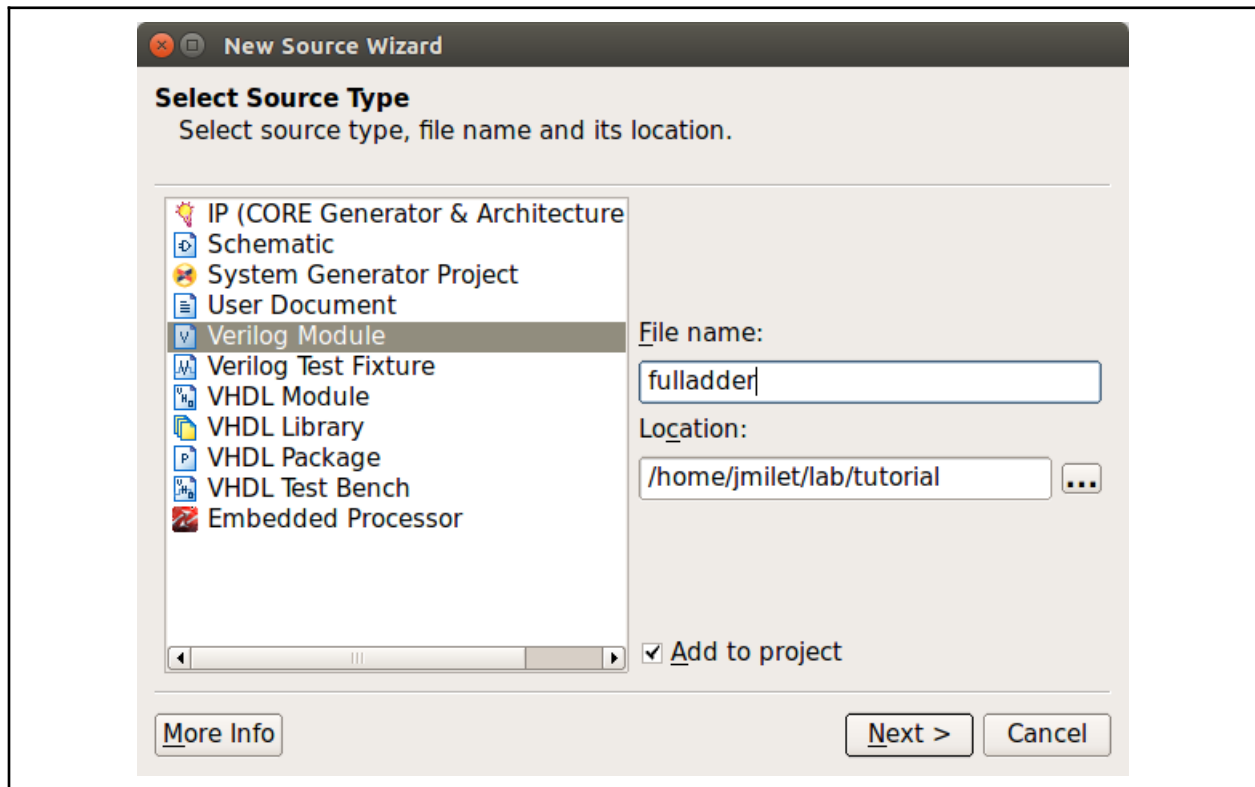 New Source Wizard
Select Source Type
Select source type, file name and its location.
IP (CORE Generator & Architecture
Schematic
System Generator Project
User Document
Verilog Module
Verilog Test Fixture
VHDL Module
VHDL Library
VHDL Package
VHDL Test Bench
Embedded Processor
File name:
fulladder
Location:
/home/jmilet/lab/tutorial
...
Add to project
More Info
Next >
Cancel